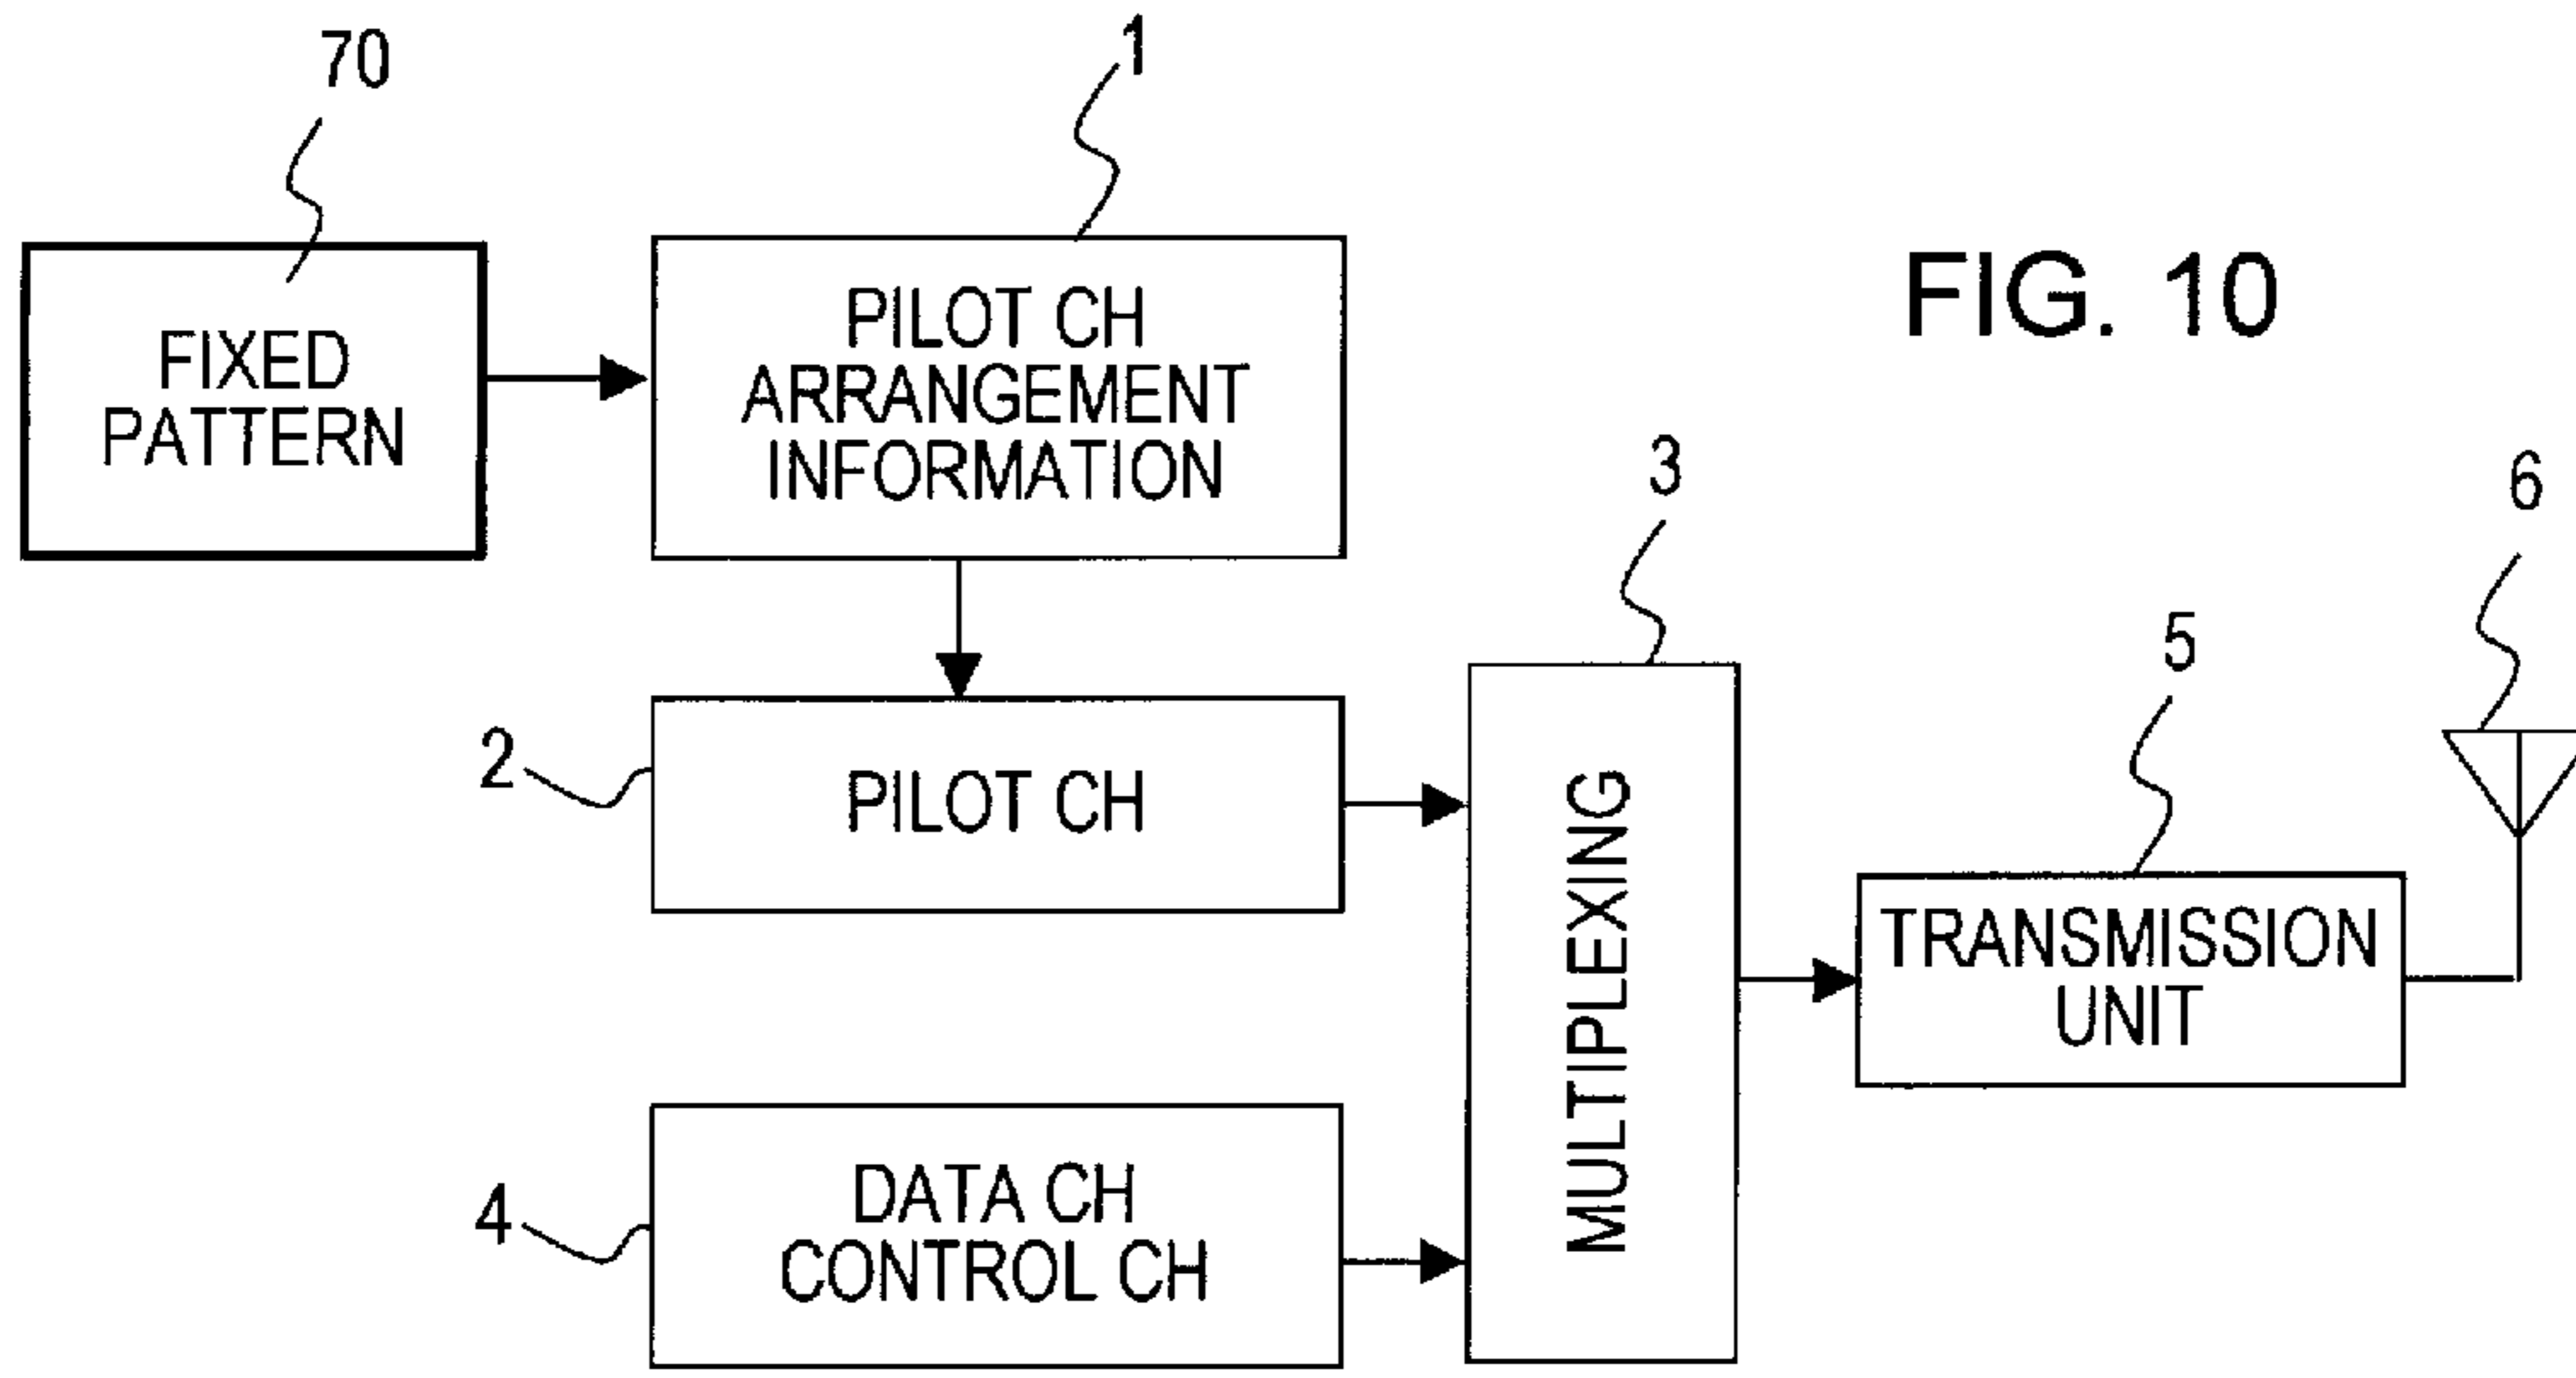 70
1
FIXED
PATTERN
PILOT CH
ARRANGEMENT
INFORMATION
FIG. 10
3
6
5
2
PILOT CH
MULTIPLEXING
TRANSMISSION
UNIT
4
DATA CH
CONTROL CH